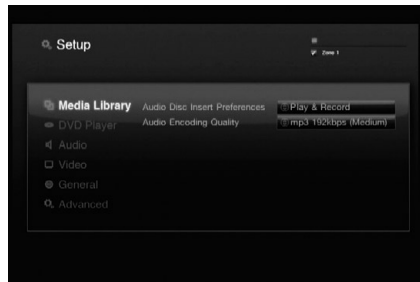 Setup
Zone 1
Media Library
Audio Disc Insert Preferences
Play & Record
DVD Player
Audio Encoding Quality
mp3 192kbps (Medium)
Audio
Video
General
Advanced